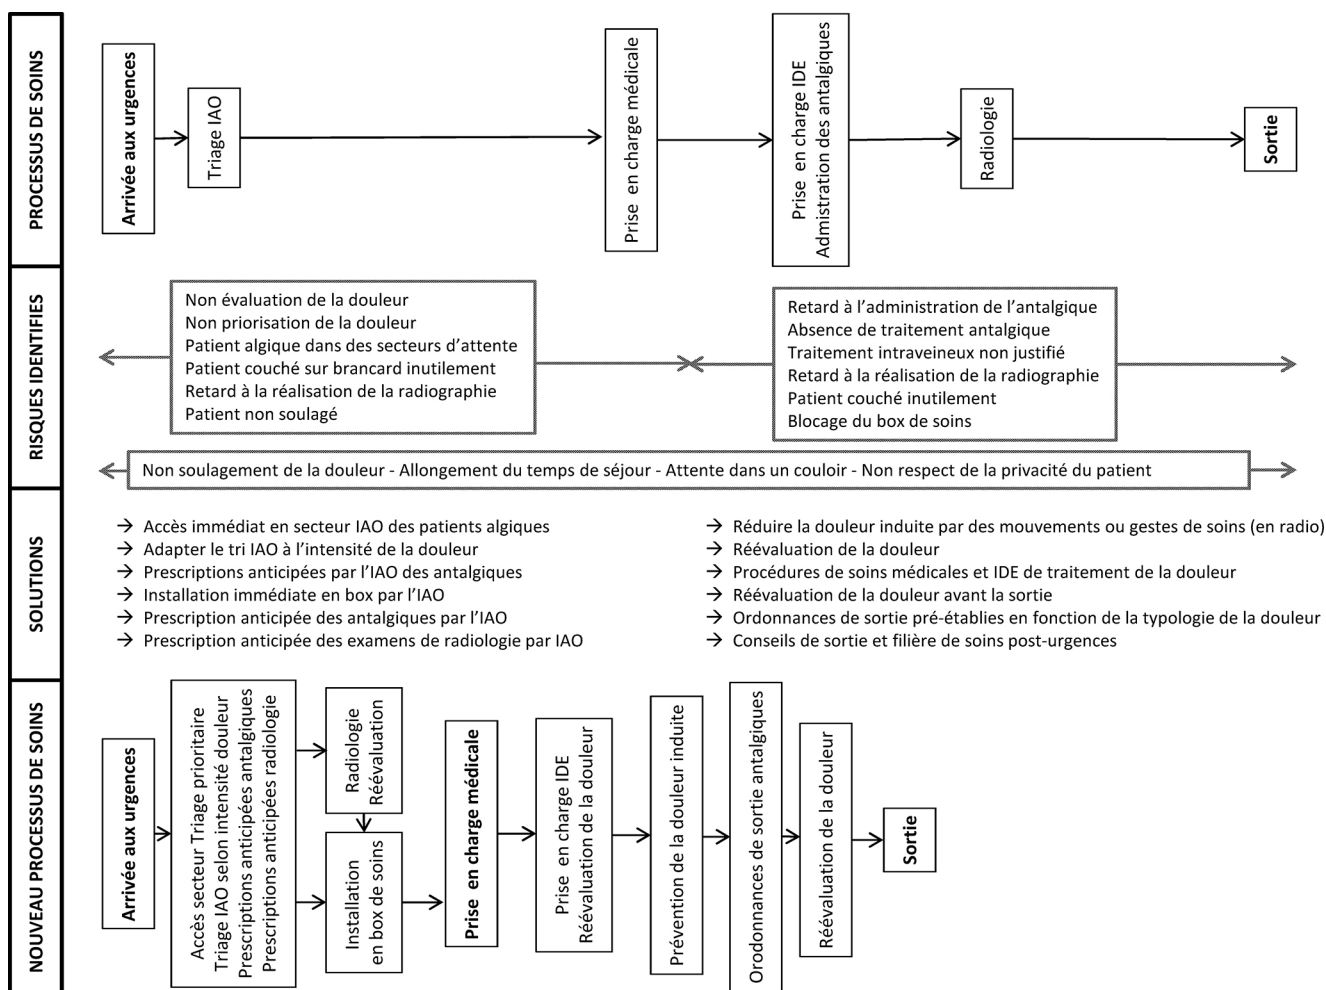 PROCESSUS DE SOINS
Arrivée aux urgences
Triage IAO
Prise en charge médicale
Prise en charge IDE
Admistration des antalgiques
Radiologie
Sortie
RISQUES IDENTIFIES
Non évaluation de la douleur
Non priorisation de la douleur
Patient algique dans des secteurs d’attente
Patient couché sur brancard inutilement
Retard à la réalisation de la radiographie
Patient non soulagé
Retard à l’administration de l’antalgique
Absence de traitement antalgique
Traitement intraveineux non justifié
Retard à la réalisation de la radiographie
Patient couché inutilement
Blocage du box de soins
Non soulagement de la douleur - Allongement du temps de séjour - Attente dans un couloir - Non respect de la privacité du patient
SOLUTIONS
→ Accès immédiat en secteur IAO des patients algiques
→ Adapter le tri IAO à l’intensité de la douleur
→ Prescriptions anticipées par l’IAO des antalgiques
→ Installation immédiate en box par l’IAO
→ Prescription anticipée des antalgiques par l’IAO
→ Prescription anticipée des examens de radiologie par IAO
→ Réduire la douleur induite par des mouvements ou gestes de soins (en radio)
→ Réévaluation de la douleur
→ Procédures de soins médicales et IDE de traitement de la douleur
→ Réévaluation de la douleur avant la sortie
→ Ordonnances de sortie pré-établies en fonction de la typologie de la douleur
→ Conseils de sortie et filière de soins post-urgences
NOUVEAU PROCESSUS DE SOINS
Arrivée aux urgences
Accès secteur Triage prioritaire
Triage IAO selon intensité douleur
Prescriptions anticipées antalgiques
Prescriptions anticipées radiologie
Radiologie
Réévaluation
Installation
en box de soins
Prise en charge médicale
Prise en charge IDE
Réévaluation de la douleur
Prévention de la douleur induite
Orodonnances de sortie antalgiques
Réévaluation de la douleur
Sortie